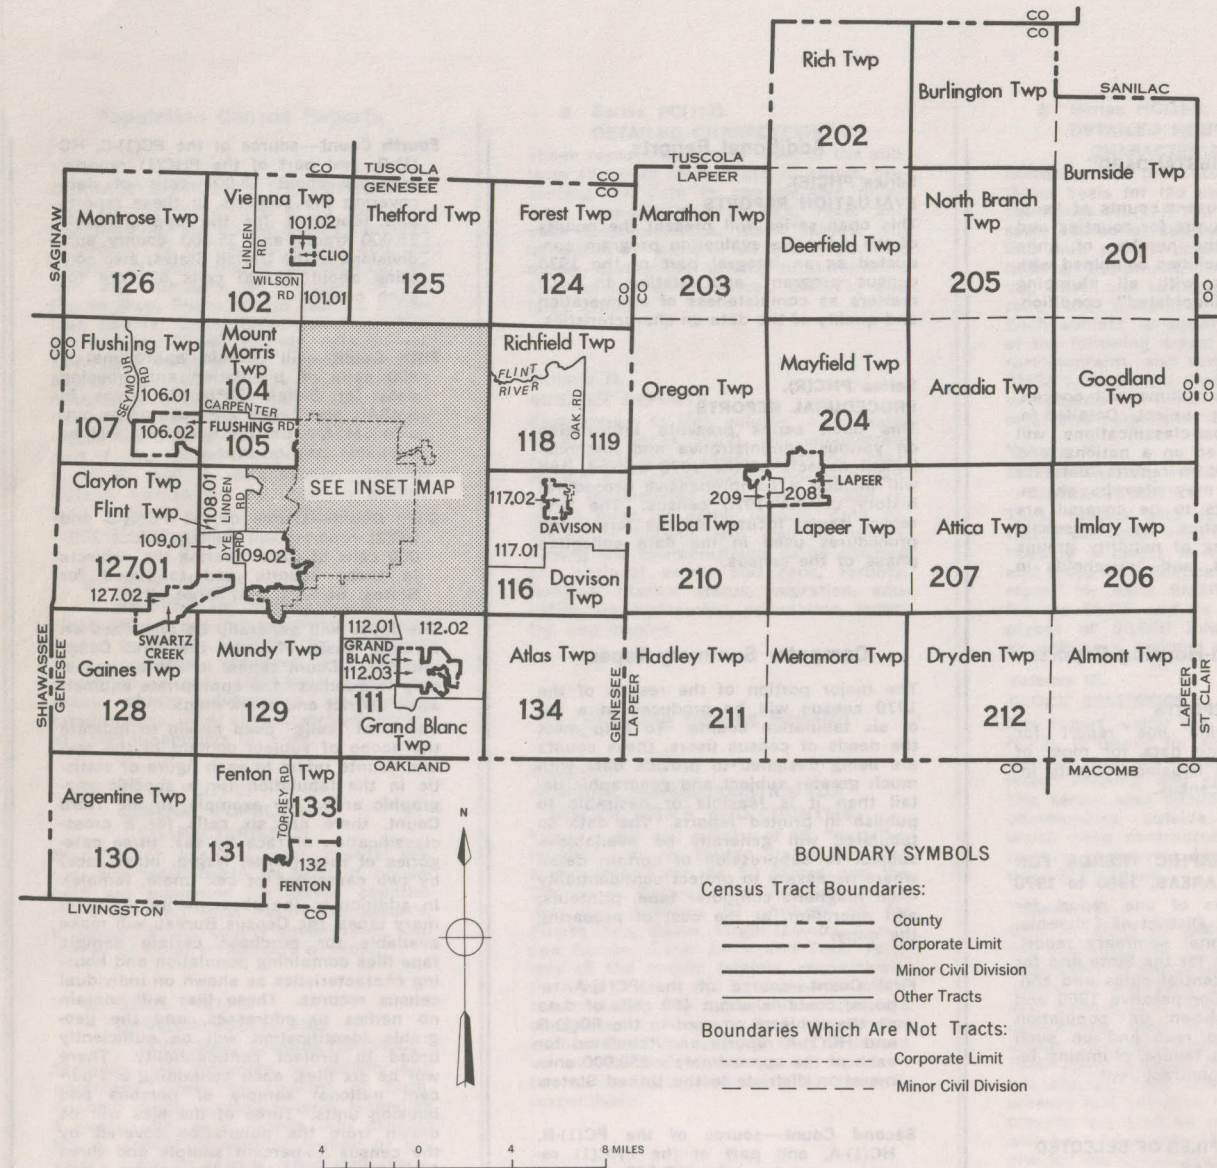 CO
CO
Rich Twp
Burlington Twp
SANILAC
202
TUSCOLA
LAPEER
Burnside Twp
CO
TUSCOLA
GENESEE
CO
Vienna Twp
101.02
CLIO
Montrose Twp
Thetford Twp
Forest Twp
Marathon Twp
North Branch
Twp
SAGINAW
LINDEN
RD
WILSON
RD
101.01
Deerfield Twp
201
126
102
125
124
203
205
CO
CO
CO
CO
Flushing Twp
Mount
Morris
Twp
Richfield Twp
CO
CO
SEYMOUR
RD
106.01
104
CARPENTER
FLINT
RIVER
Oregon Twp
Mayfield Twp
Arcadia Twp
Goodland
Twp
CO
CO
107
106.02
FLUSHING RD
105
118
OAK RD
119
204
Clayton Twp
SEE INSET MAP
LAPEER
Flint Twp
108.01
LINDEN
RD
117.02
DAVISON
209
208
109.01
DYE
RD
109.02
117.01
Elba Twp
Lapeer Twp
Attica Twp
Imlay Twp
127.01
127.02
116
Davison
Twp
210
207
206
SWARTZ
CREEK
112.01
112.02
GRAND
BLANC
112.03
Gaines Twp
Mundy Twp
Atlas Twp
Hadley Twp
Metamora Twp
Dryden Twp
Almont Twp
SHIAWASSEE
GENESEE
GENESEE
LAPEER
LAPEER
ST CLAIR
128
129
111
134
211
212
Grand Blanc
Twp
OAKLAND
CO
MACOMB
CO
Argentine Twp
Fenton
Twp
TORREY RD
133
130
131
132
FENTON
LIVINGSTON
CO
N
BOUNDARY SYMBOLS
Census Tract Boundaries:
County
Corporate Limit
Minor Civil Division
Other Tracts
Boundaries Which Are Not Tracts:
Corporate Limit
Minor Civil Division
4 0 4 8 MILES